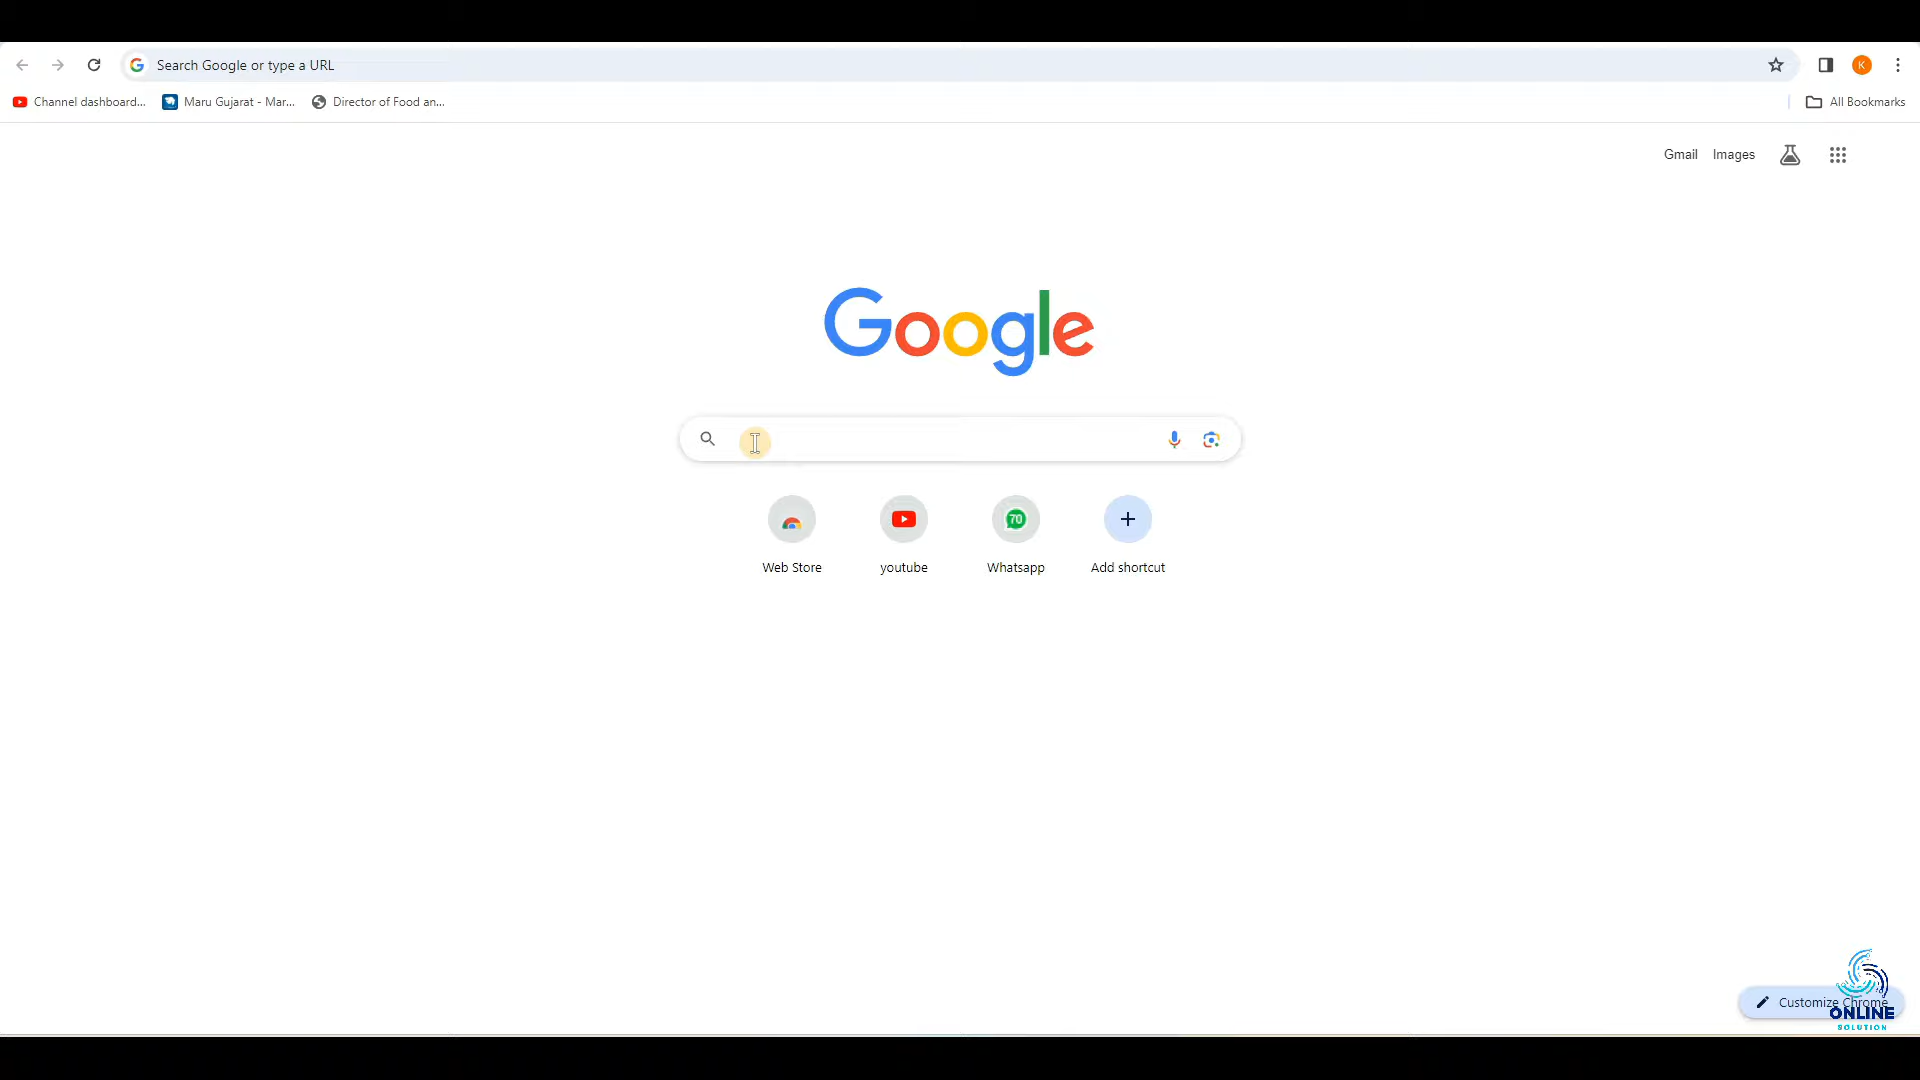 Search Google or type a URL
Channel dashboard... Maru Gujarat - Mar... Director of Food an... All Bookmarks
K
Gmail Images
Google
70
Web Store youtube Whatsapp Add shortcut
Customize Chrome
ONLINE
SOLUTION